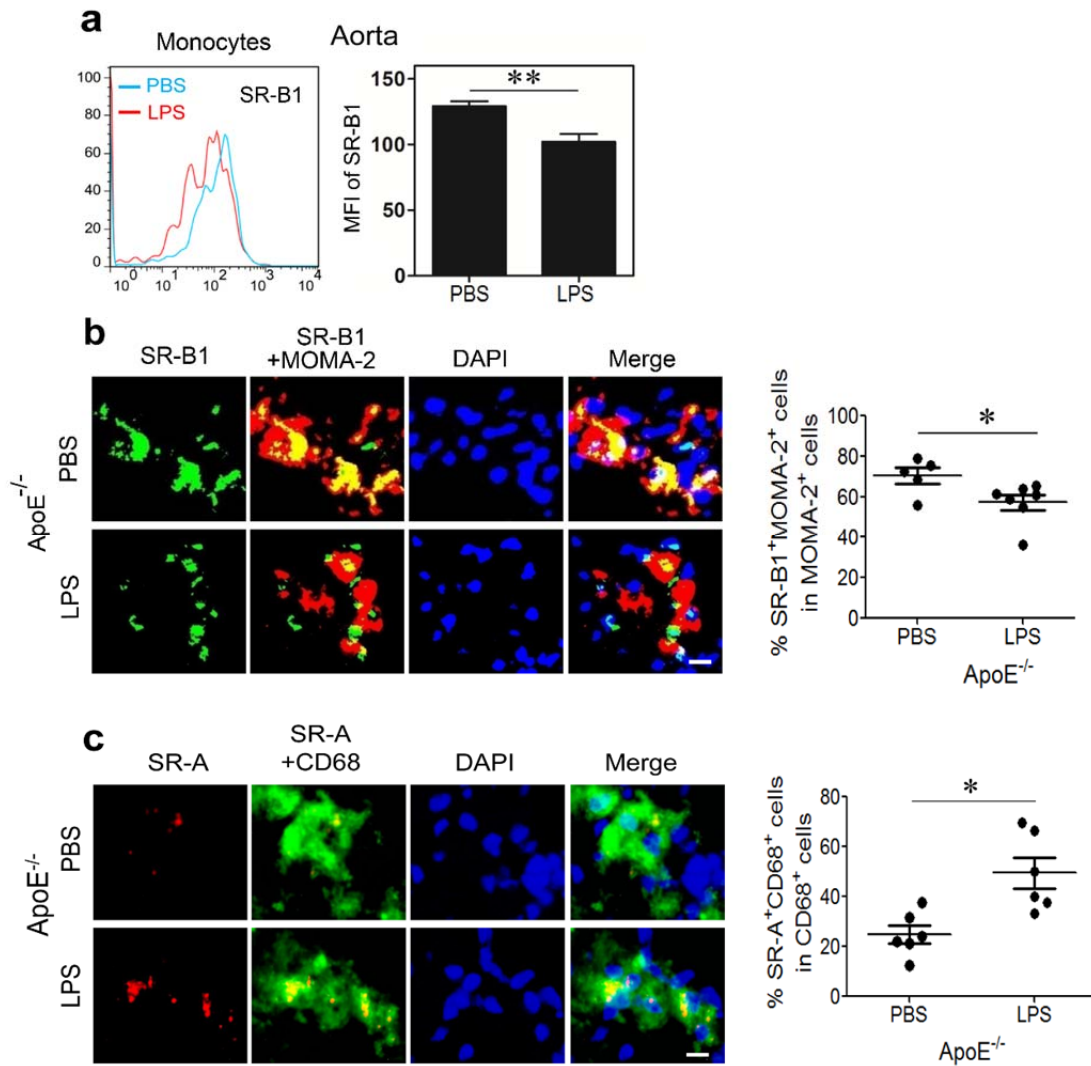 a
Monocytes
Aorta
PBS
LPS
SR-B1
100
80
60
40
20
0
10^0
10^1
10^2
10^3
10^4
MFI of SR-B1
150
100
50
0
**
PBS
LPS
b
SR-B1
SR-B1
+MOMA-2
DAPI
Merge
ApoE-/-
PBS
LPS
% SR-B1+MOMA-2+ cells
in MOMA-2+ cells
100
80
60
40
20
0
*
PBS
LPS
ApoE-/-
c
SR-A
SR-A
+CD68
DAPI
Merge
ApoE-/-
PBS
LPS
% SR-A+CD68+ cells
in CD68+ cells
80
60
40
20
0
*
PBS
LPS
ApoE-/-